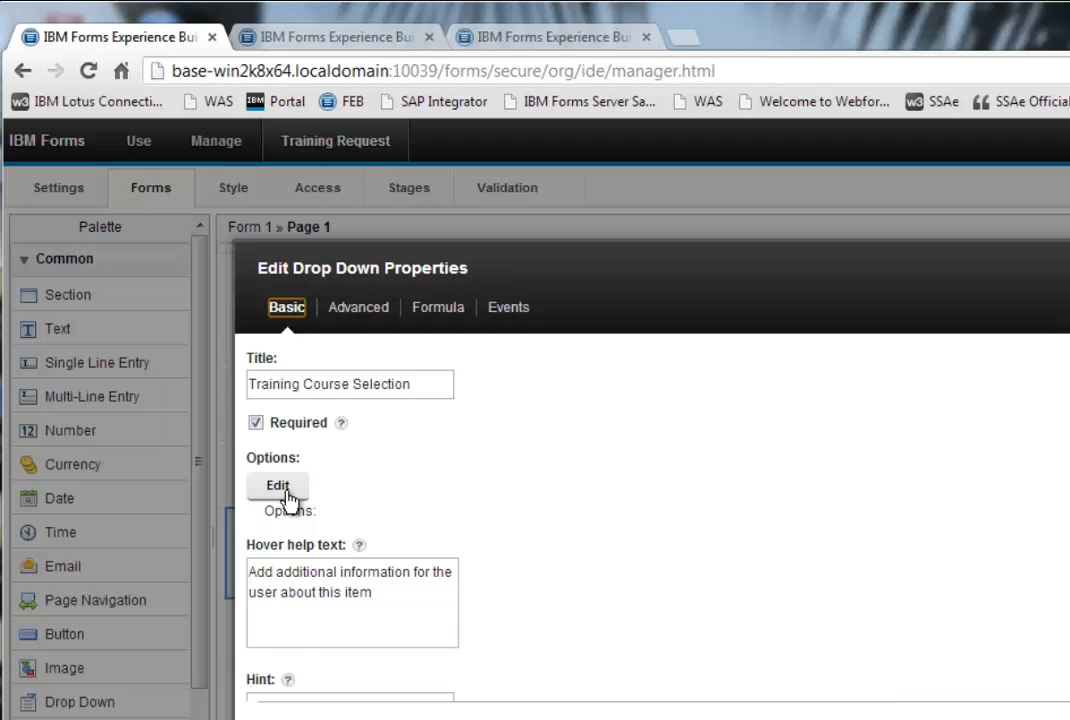 IBM Forms Experience Bui
IBM Forms Experience Bui
IBM Forms Experience Bui
base-win2k8x64.localdomain:10039/forms/secure/org/ide/manager.html
w3 IBM Lotus Connecti... WAS IBM Portal FEB SAP Integrator IBM Forms Server Sa... WAS Welcome to Webfor... w3 SSAe SSAe Official
IBM Forms Use Manage Training Request
Settings Forms Style Access Stages Validation
Palette
Form 1 » Page 1
Common
Section
Text
Single Line Entry
Multi-Line Entry
12 Number
Currency
Date
Time
Email
Page Navigation
Button
Image
Drop Down
Edit Drop Down Properties
Basic Advanced Formula Events
Title:
Training Course Selection
Required ?
Options:
Edit
Options:
Hover help text: ?
Add additional information for the
user about this item
Hint: ?